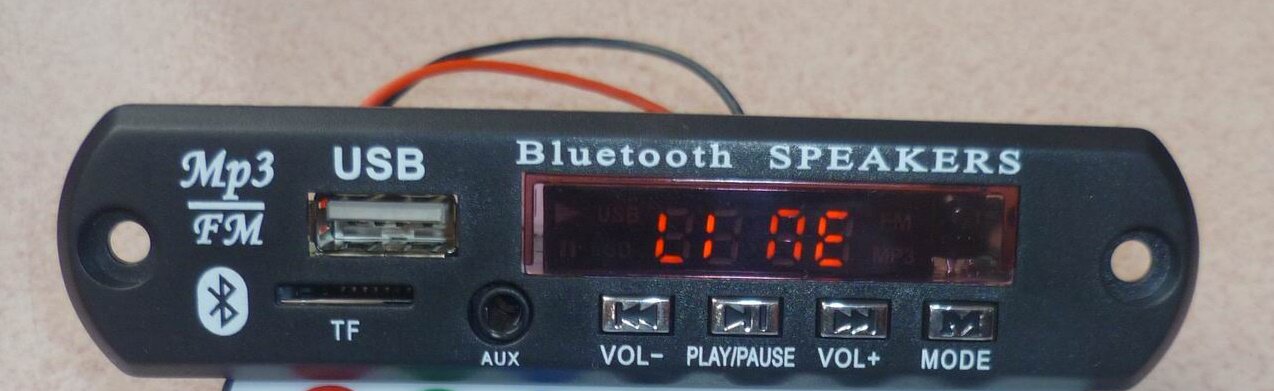 Mp3
FM
USB
TF
AUX
Bluetooth SPEAKERS
USB
SD
LINE
FM
MP3
VOL-
PLAY/PAUSE
VOL+
MODE